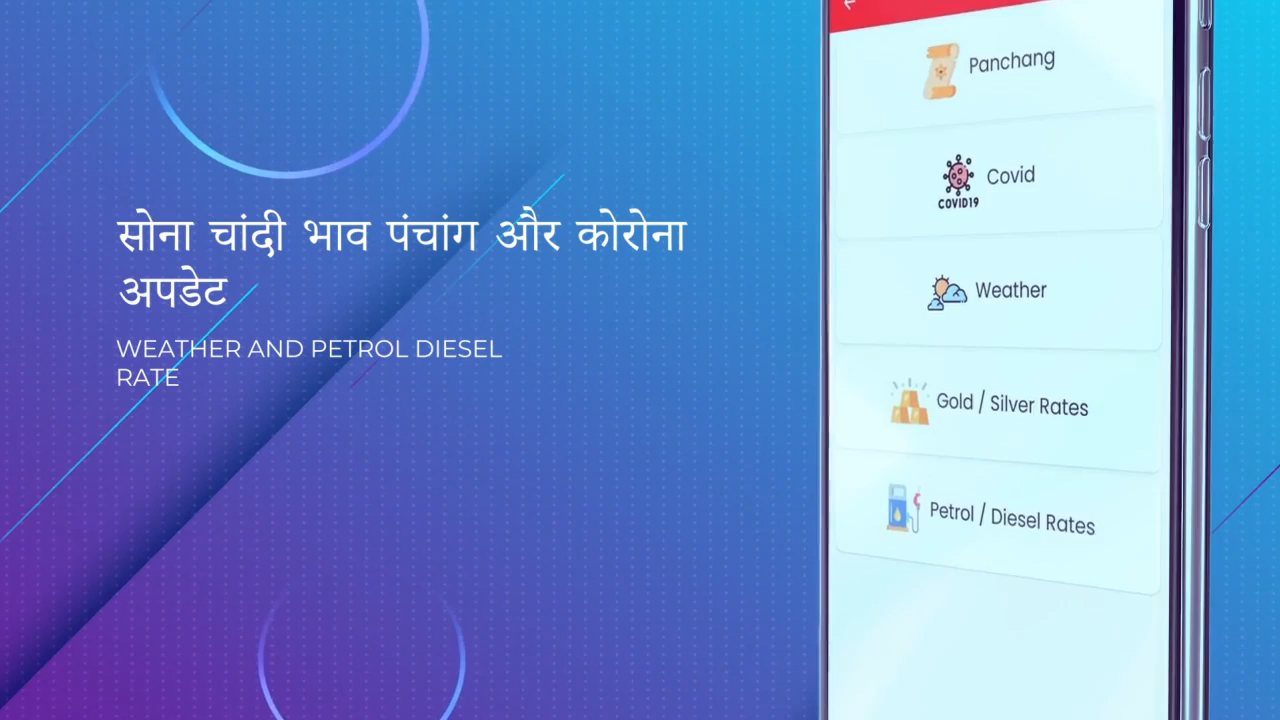 सोना चांदी भाव पंचांग और कोरोना
अपडेट
WEATHER AND PETROL DIESEL
RATE
Panchang
COVID19
Covid
Weather
Gold / Silver Rates
Petrol / Diesel Rates